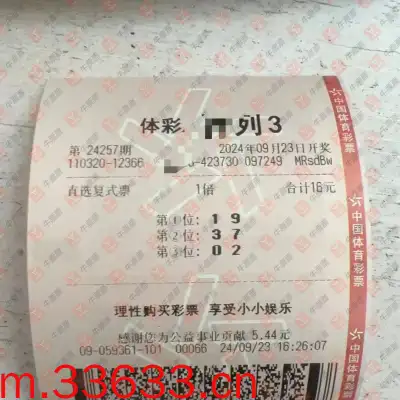 体彩 列3
第 24257期 2024年09月23日开奖
110320-12366 -423730 097249 MRsdBw
直选复式票 1倍 合计16元
第1位: 1 9
第2位: 3 7
第3位: 0 2
理性购买彩票 享受小小娱乐
感谢您为公益事业贡献 5.44元
09-059361-101 00066 24/09/23 16:26:07
中国体育彩票
中国体育彩票
m.33633.cn